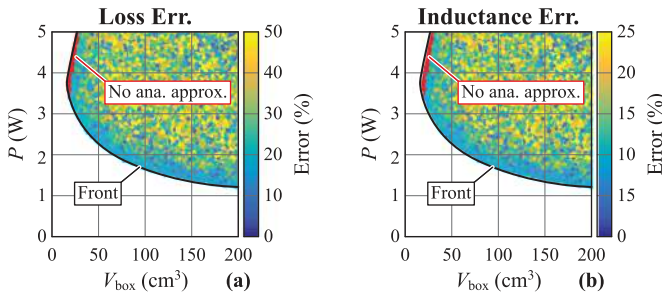 Loss Err.
5
4
3
2
1
0
P (W)
No ana. approx.
Front
0
50
100
150
200
V_box (cm³)
(a)
50
40
30
20
10
0
Error (%)
Inductance Err.
5
4
3
2
1
0
P (W)
No ana. approx.
Front
0
50
100
150
200
V_box (cm³)
(b)
25
20
15
10
15
0
Error (%)